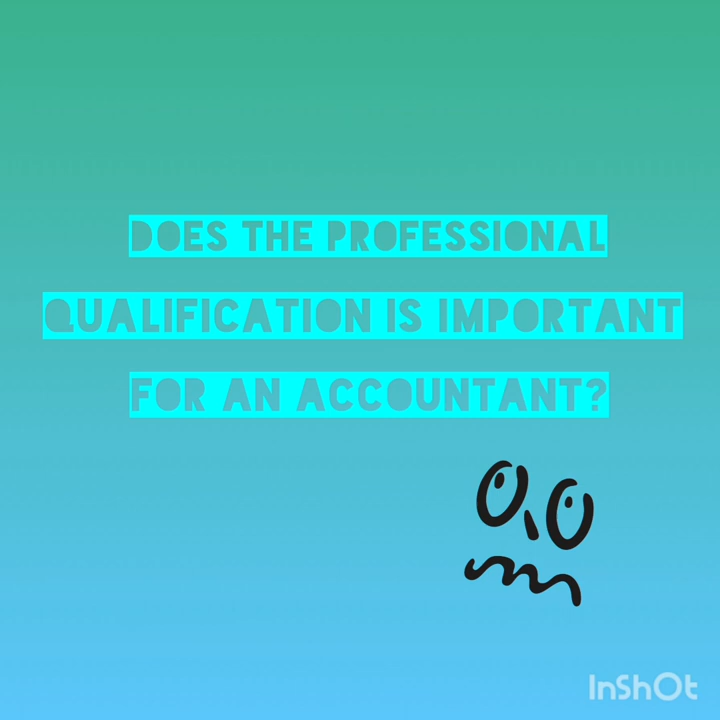 DOES THE PROFESSIONAL
QUALIFICATION IS IMPORTANT
FOR AN ACCOUNTANT?
InShOt